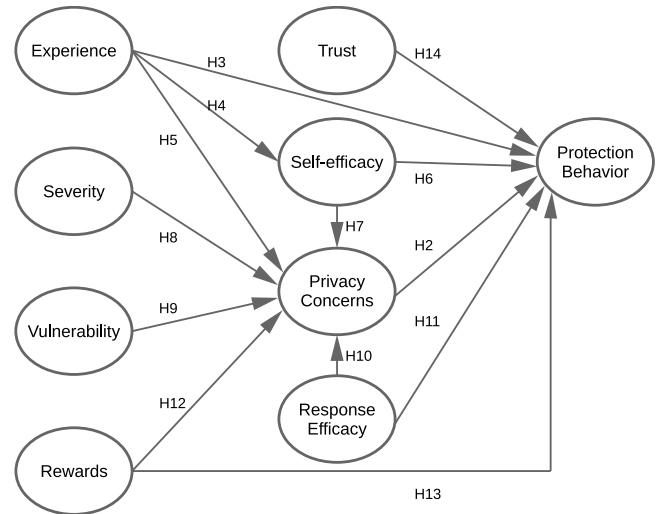 Experience
Trust
H3
H14
H4
H5
Self-efficacy
Protection
Behavior
Severity
H6
H7
H8
H2
Privacy
Concerns
Vulnerability
H9
H11
H10
H12
Response
Efficacy
Rewards
H13